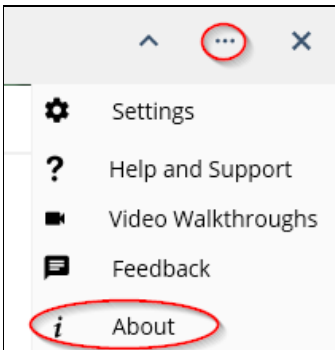 Settings
Help and Support
Video Walkthroughs
Feedback
About